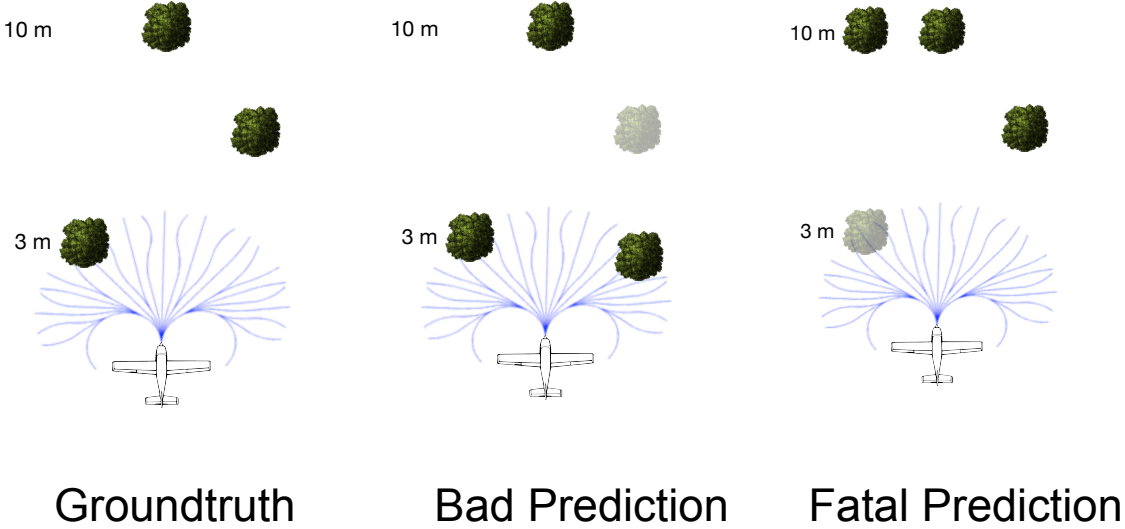 10 m
10 m
10 m
3 m
3 m
3 m
Groundtruth
Bad Prediction
Fatal Prediction